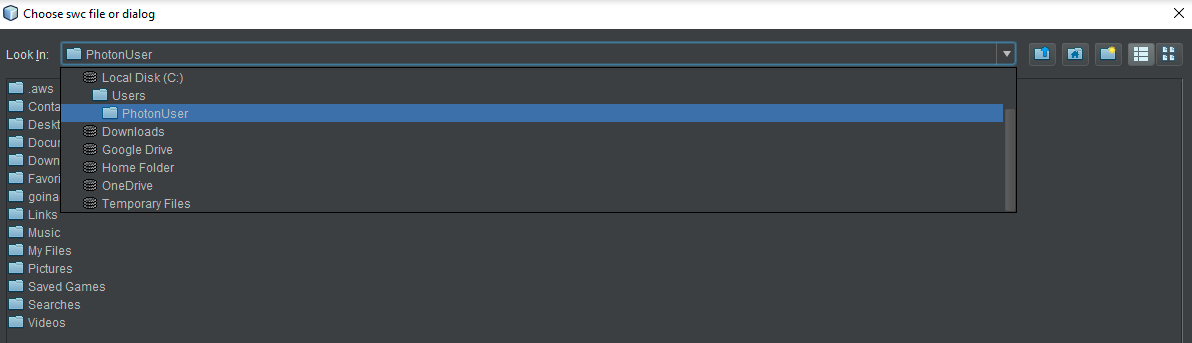 Choose swc file or dialog
Look In: PhotonUser
Local Disk (C:)
Users
PhotonUser
Downloads
Google Drive
Home Folder
OneDrive
Temporary Files
.aws
Conta
Deskt
Docu
Down
Favori
goina
Links
Music
My Files
Pictures
Saved Games
Searches
Videos